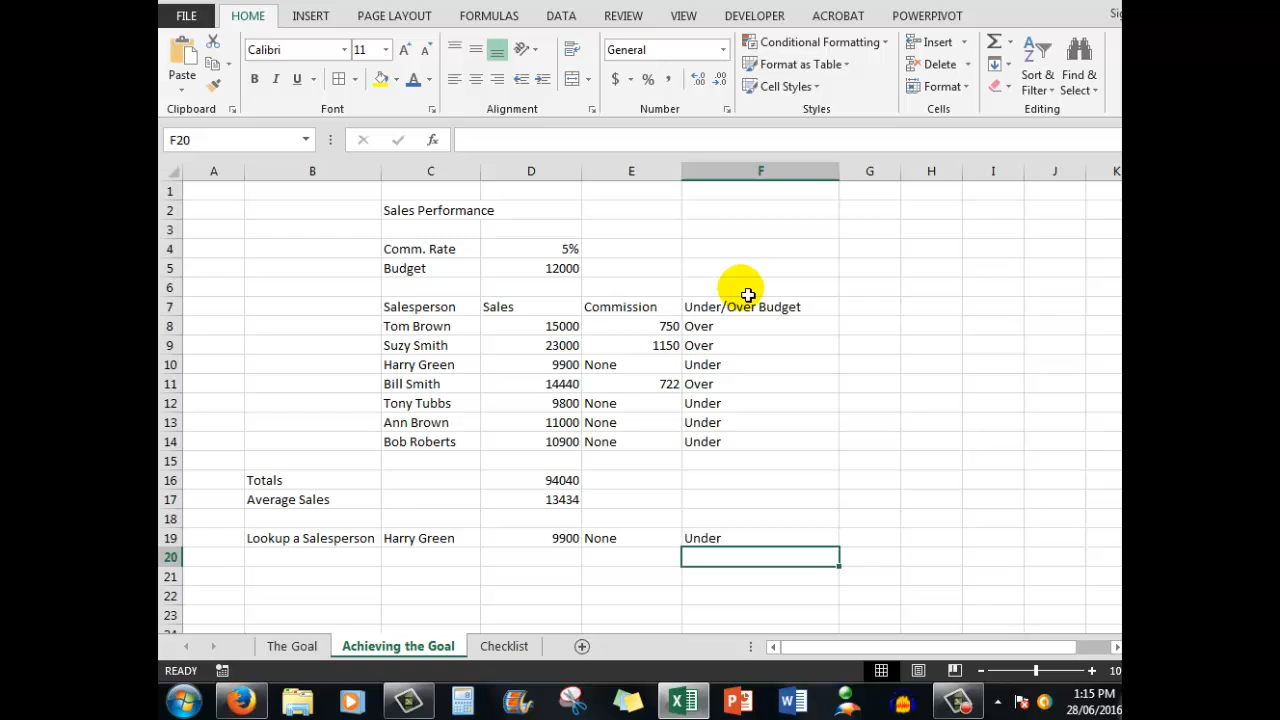 FILE HOME INSERT PAGE LAYOUT FORMULAS DATA REVIEW VIEW DEVELOPER ACROBAT POWERPIVOT
Calibri 11 General Conditional Formatting Insert
Paste B I U $ % Format as Table Delete Sort & Filter Find & Select
Cell Styles Format
Clipboard Font Alignment Number Styles Cells Editing
F20 fx
A B C D E F G H I J K
1
2 Sales Performance
3
4 Comm. Rate 5%
5 Budget 12000
6
7 Salesperson Sales Commission Under/Over Budget
8 Tom Brown 15000 750 Over
9 Suzy Smith 23000 1150 Over
10 Harry Green 9900 None Under
11 Bill Smith 14440 722 Over
12 Tony Tubbs 9800 None Under
13 Ann Brown 11000 None Under
14 Bob Roberts 10900 None Under
15
16 Totals 94040
17 Average Sales 13434
18
19 Lookup a Salesperson Harry Green 9900 None Under
20
21
22
23
The Goal Achieving the Goal Checklist
READY 10
1:15 PM
28/06/2016